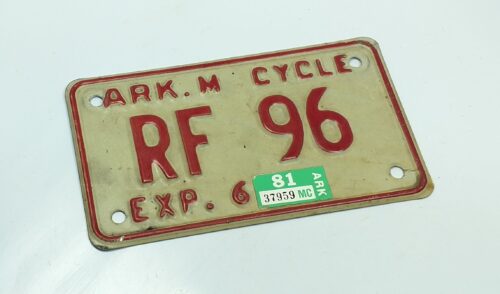 ARK. M CYCLE
RF 96
EXP. 6
81 ARK
37959 MC